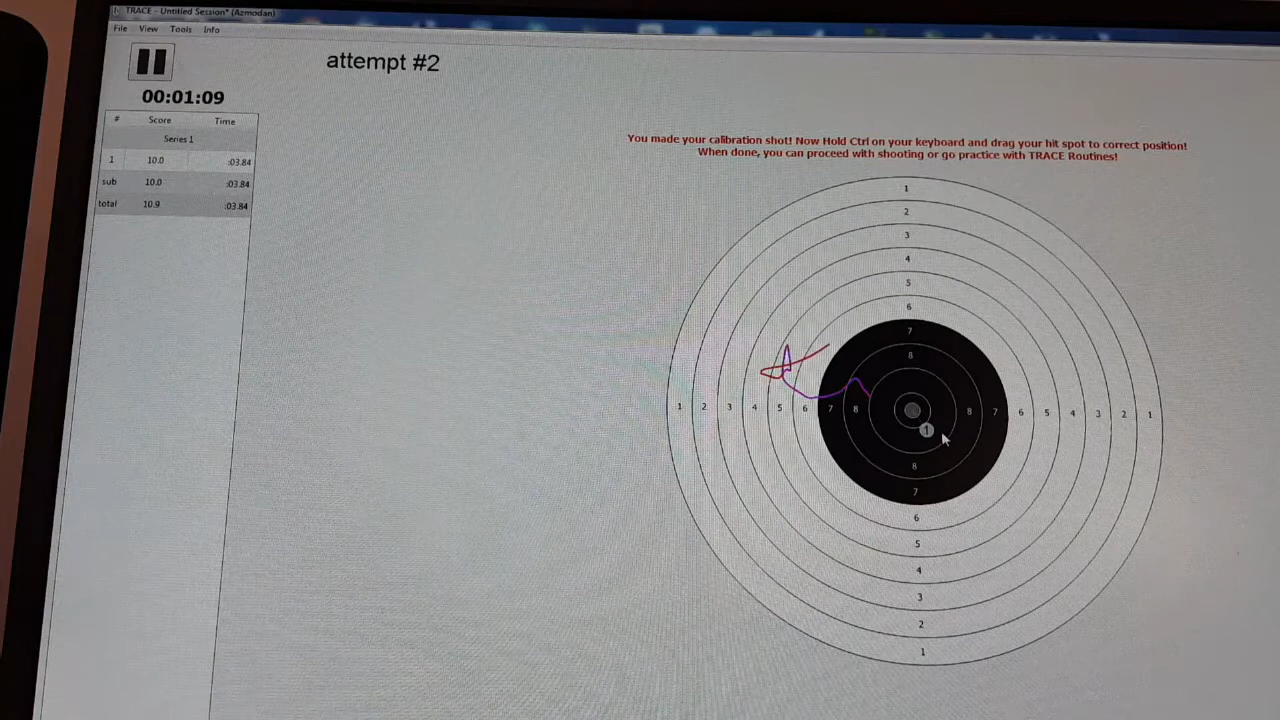 TRACE - Untitled Session* (Azmodan)
File View Tools Info
attempt #2
00:01:09
# Score Time
Series 1
1 10.0 :03.84
sub 10.0 :03.84
total 10.9 :03.84
You made your calibration shot! Now Hold Ctrl on your keyboard and drag your hit spot to correct position!
When done, you can proceed with shooting or go practice with TRACE Routines!
1
2
3
4
5
6
7
8
1 2 3 4 5 6 7 8 8 7 6 5 4 3 2 1
1
8
7
6
5
4
3
2
1